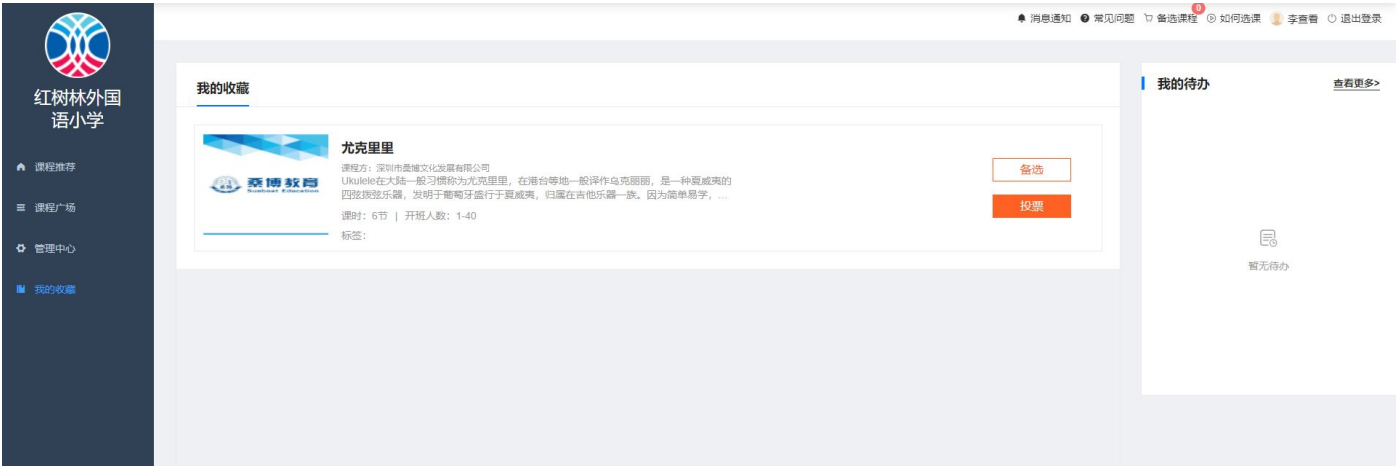 红树林外国
语小学
课程推荐
课程广场
管理中心
我的收藏
消息通知 常见问题 备选课程 0 如何选课 李查看 退出登录
我的收藏
桑博教育
Sunboat Education
尤克里里
课程方：深圳市桑博文化发展有限公司
Ukulele在大陆一般习惯称为尤克里里，在港台等地一般译作乌克丽丽，是一种夏威夷的
四弦拨弦乐器，发明于葡萄牙盛行于夏威夷，归属在吉他乐器一族。因为简单易学，...
课时：6节 | 开班人数：1-40
标签：
备选
投票
我的待办 查看更多>
暂无待办